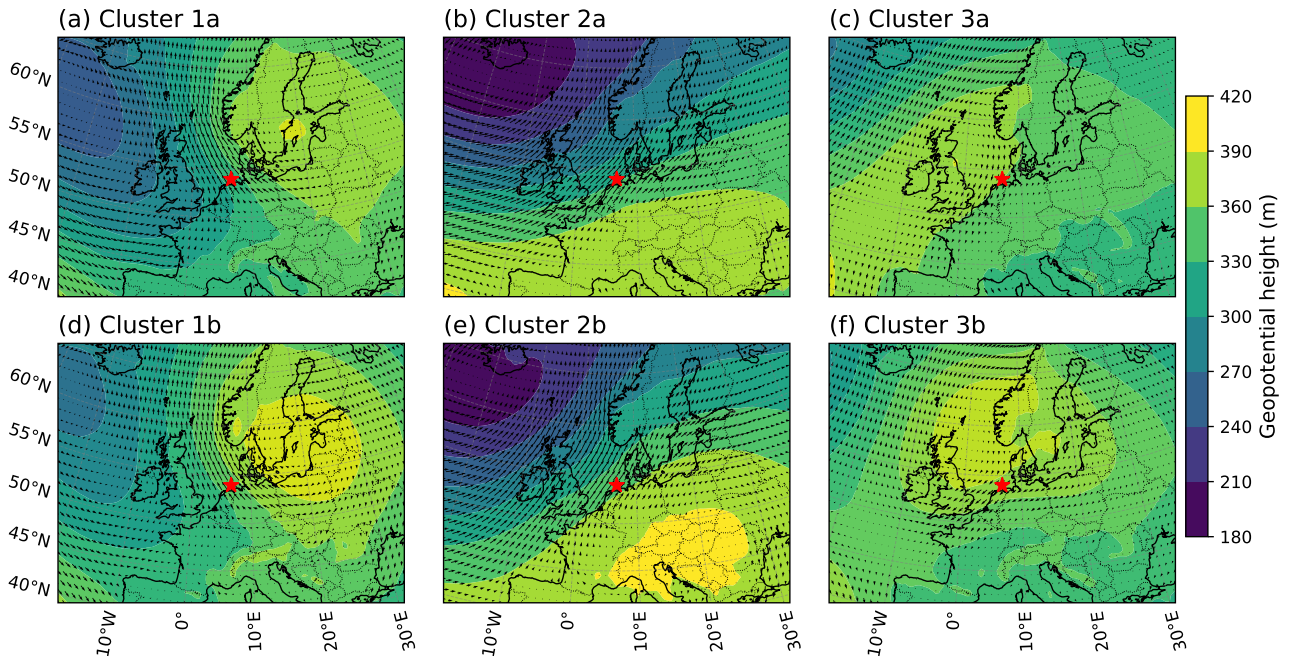 (a) Cluster 1a
(b) Cluster 2a
(c) Cluster 3a
60°N
55°N
50°N
45°N
40°N
(d) Cluster 1b
(e) Cluster 2b
(f) Cluster 3b
60°N
55°N
50°N
45°N
40°N
10°W
0°
10°E
20°E
30°E
10°W
0°
10°E
20°E
30°E
10°W
0°
10°E
20°E
30°E
420
390
360
330
300
270
240
210
180
Geopotential height (m)